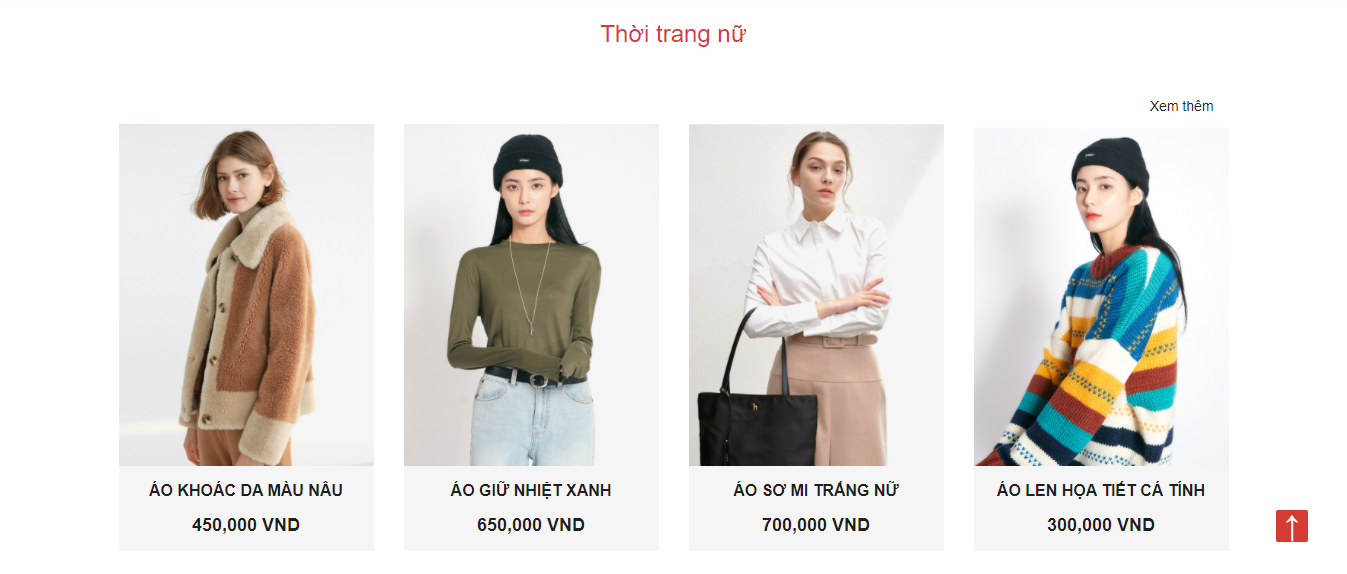 Thời trang nữ
Xem thêm
ÁO KHOÁC DA MÀU NÂU
450,000 VND
ÁO GIỮ NHIỆT XANH
650,000 VND
ÁO SƠ MI TRẮNG NỮ
700,000 VND
ÁO LEN HỌA TIẾT CÁ TÍNH
300,000 VND